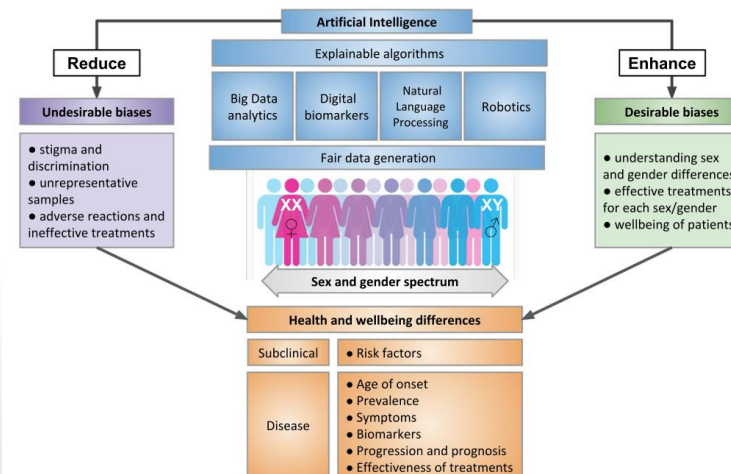 Artificial Intelligence
Reduce
Explainable algorithms
Enhance
Undesirable biases
Big Data
analytics
Digital
biomarkers
Natural
Language
Processing
Robotics
Desirable biases
● stigma and
discrimination
● unrepresentative
samples
● adverse reactions and
ineffective treatments
Fair data generation
● understanding sex
and gender differences
● effective treatments
for each sex/gender
● wellbeing of patients
XX
♀
XY
♂
Sex and gender spectrum
Health and wellbeing differences
Subclinical
● Risk factors
Disease
● Age of onset
● Prevalence
● Symptoms
● Biomarkers
● Progression and prognosis
● Effectiveness of treatments